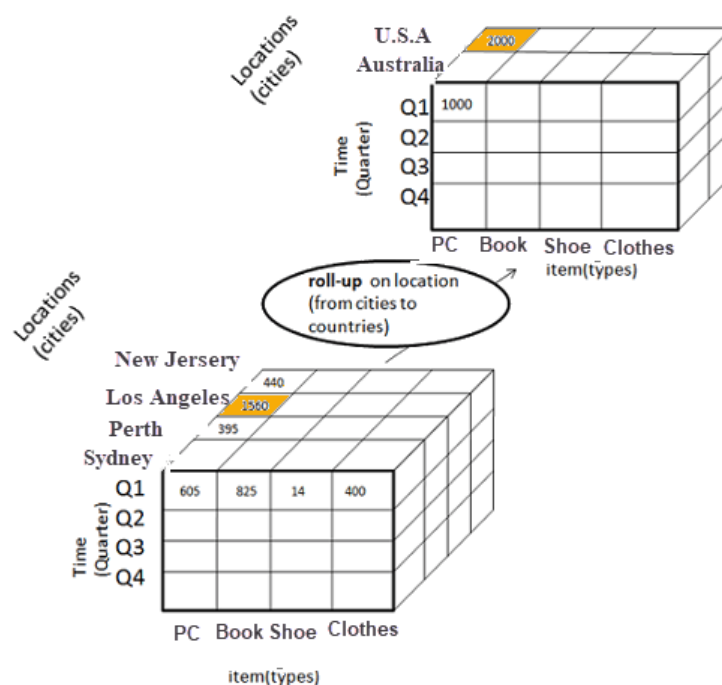 Locations
(cities)
U.S.A
2000
Australia
Q1
1000
Q2
Q3
Q4
Time
(Quarter)
PC Book Shoe Clothes
item(types)
roll-up on location
(from cities to
countries)
Locations
(cities)
New Jersery
440
Los Angeles
1560
Perth
395
Sydney
Q1
605 825 14 400
Q2
Q3
Q4
Time
(Quarter)
PC Book Shoe Clothes
item(types)